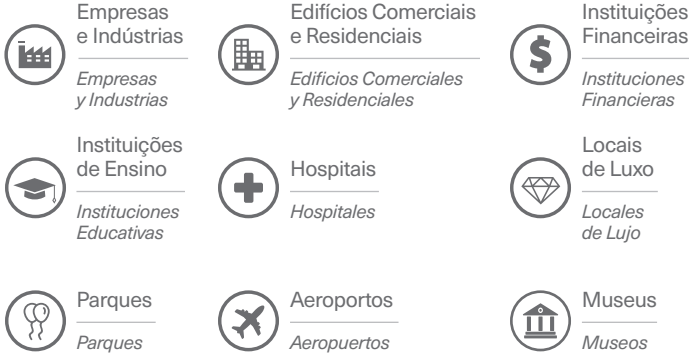 Empresas
e Indústrias
Empresas
y Industrias
Edifícios Comerciais
e Residenciais
Edificios Comerciales
y Residenciales
Instituições
Financeiras
Instituciones
Financieras
Instituições
de Ensino
Instituciones
Educativas
Hospitais
Hospitales
Locais
de Luxo
Locales
de Lujo
Parques
Parques
Aeroportos
Aeropuertos
Museus
Museos